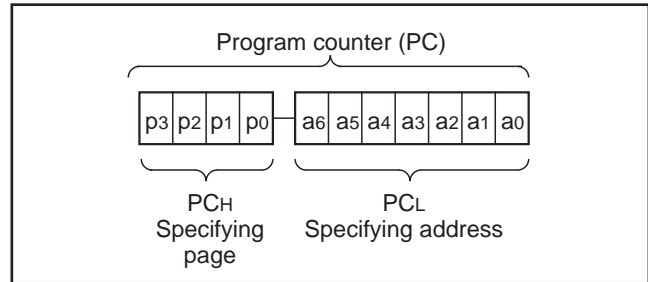 Program counter (PC)
p3 p2 p1 p0 a6 a5 a4 a3 a2 a1 a0
PCH PCL
Specifying page Specifying address